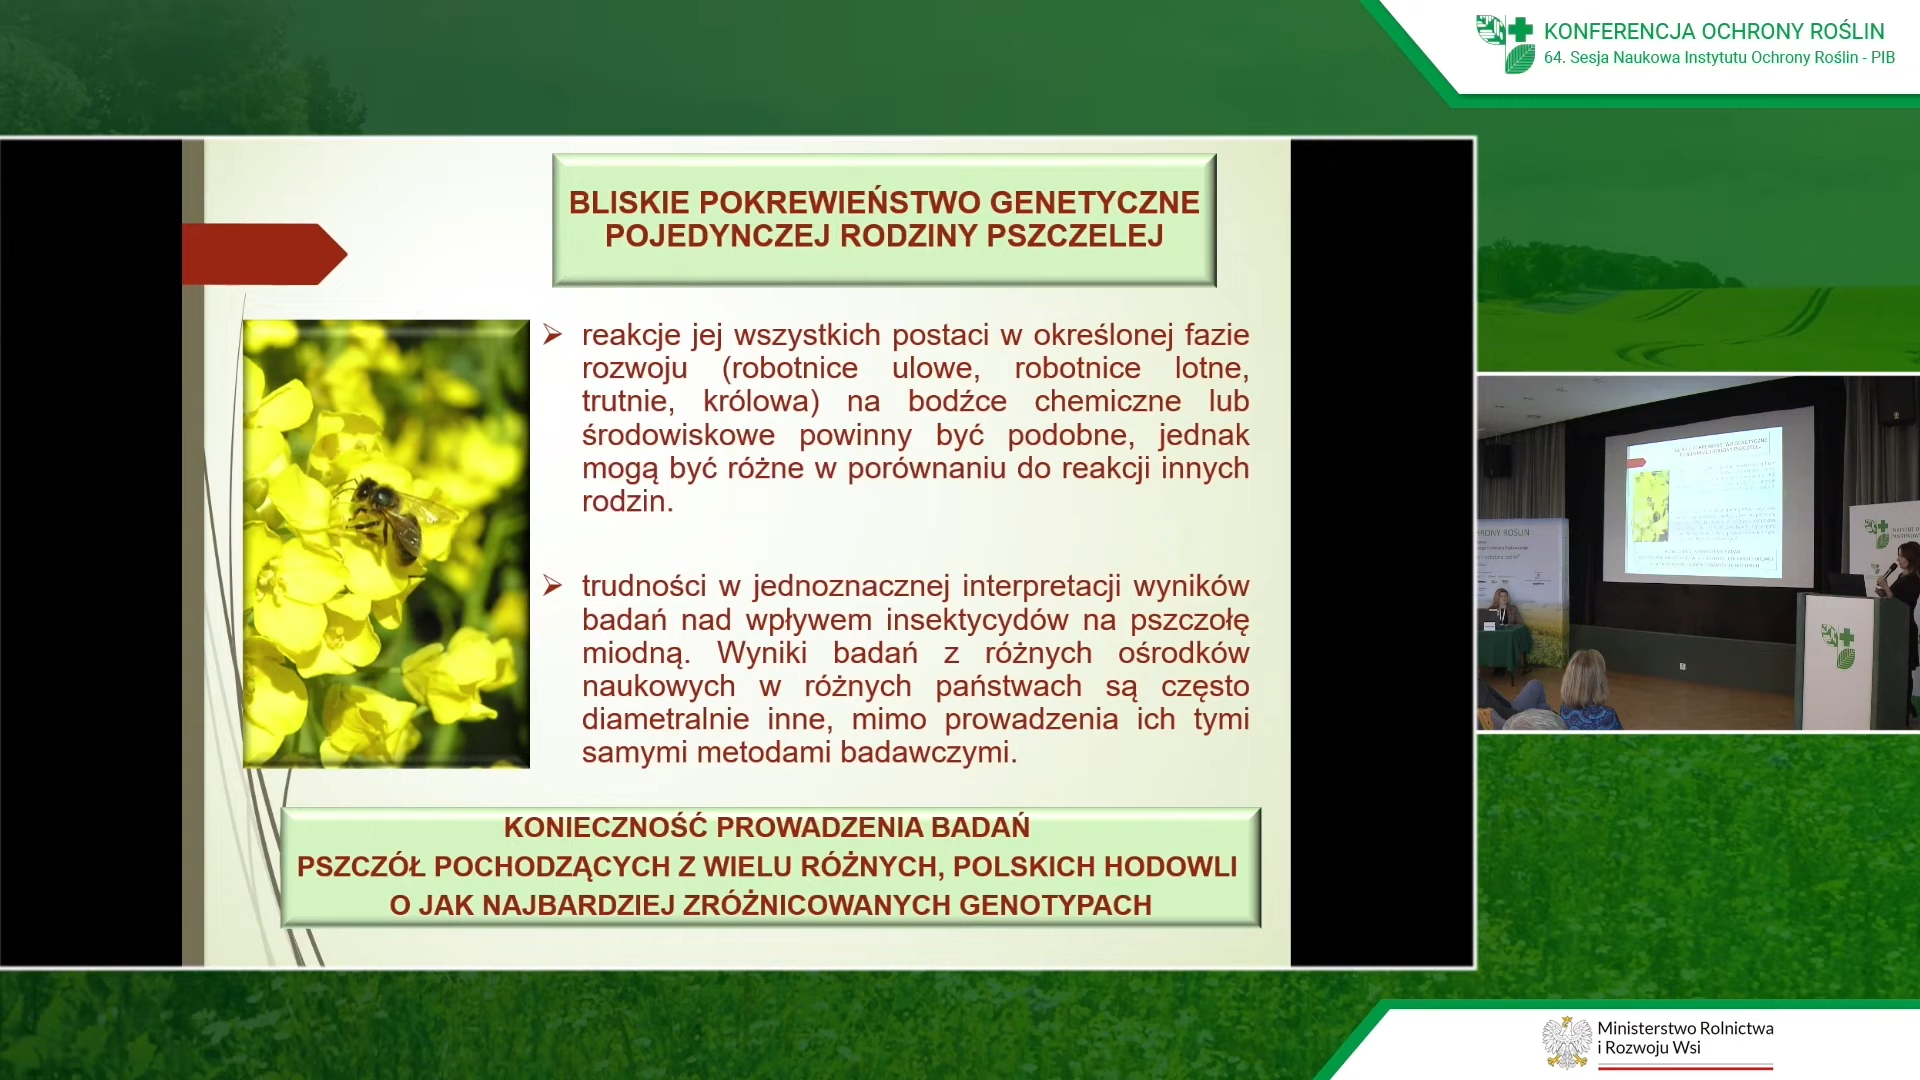 KONFERENCJA OCHRONY ROŚLIN
64. Sesja Naukowa Instytutu Ochrony Roślin - PIB
BLISKIE POKREWIEŃSTWO GENETYCZNE
POJEDYNCZEJ RODZINY PSZCZELEJ
reakcje jej wszystkich postaci w określonej fazie
rozwoju (robotnice ulowe, robotnice lotne,
trutnie, królowa) na bodźce chemiczne lub
środowiskowe powinny być podobne, jednak
mogą być różne w porównaniu do reakcji innych
rodzin.
trudności w jednoznacznej interpretacji wyników
badań nad wpływem insektycydów na pszczołę
miodną. Wyniki badań z różnych ośrodków
naukowych w różnych państwach są często
diametralnie inne, mimo prowadzenia ich tymi
samymi metodami badawczymi.
KONIECZNOŚĆ PROWADZENIA BADAŃ
PSZCZÓŁ POCHODZĄCYCH Z WIELU RÓŻNYCH, POLSKICH HODOWLI
O JAK NAJBARDZIEJ ZRÓŻNICOWANYCH GENOTYPACH
Ministerstwo Rolnictwa
i Rozwoju Wsi